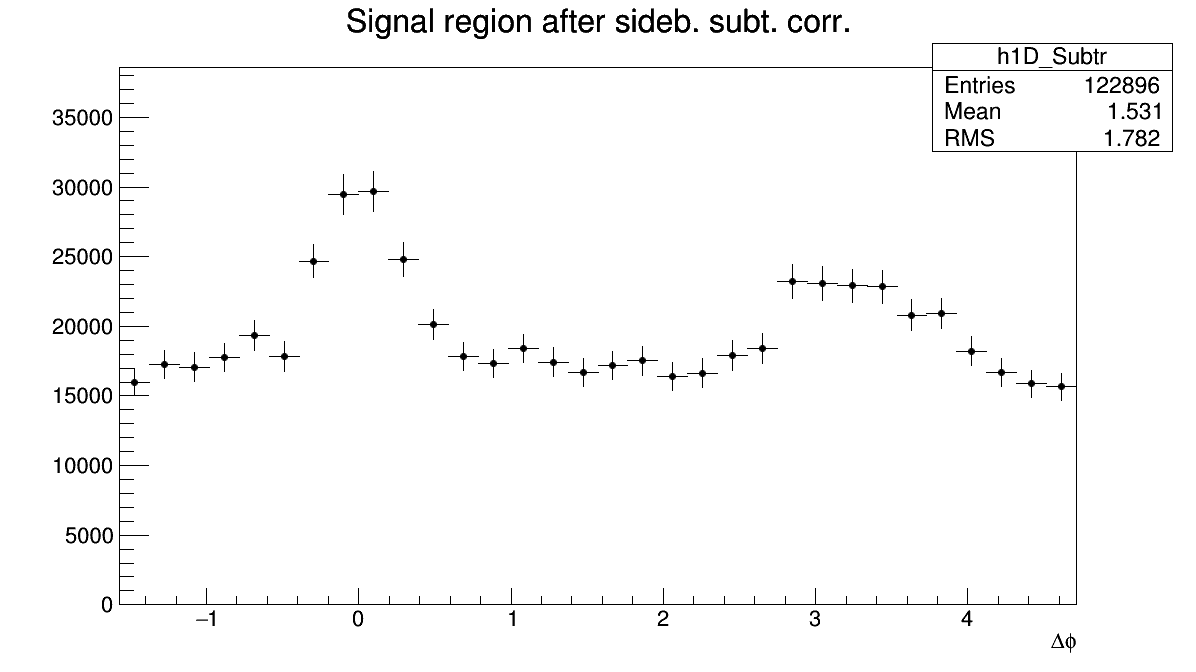 Signal region after sideb. subt. corr.
h1D_Subtr
Entries 122896
Mean 1.531
RMS 1.782
35000
30000
25000
20000
15000
10000
5000
0
−1 0 1 2 3 4
Δϕ